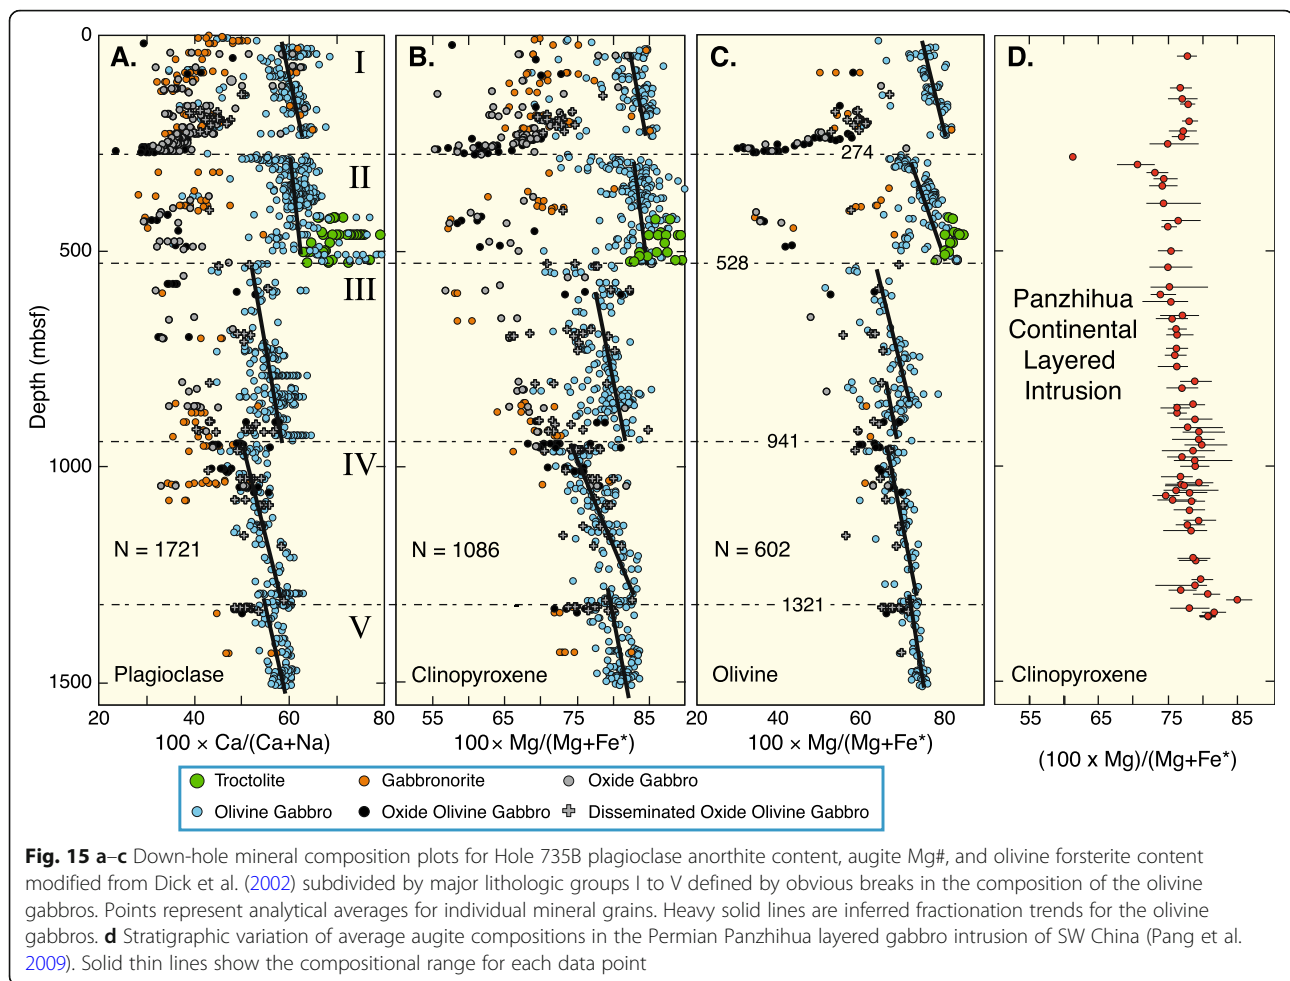 A.
B.
C.
D.
I
II
III
IV
V
0
500
1000
1500
Depth (mbsf)
274
528
941
1321
N = 1721
N = 1086
N = 602
Panzhihua
Continental
Layered
Intrusion
Plagioclase
Clinopyroxene
Olivine
Clinopyroxene
20 40 60 80
55 65 75 85
20 40 60 80
55 65 75 85
100 × Ca/(Ca+Na)
100× Mg/(Mg+Fe*)
100 × Mg/(Mg+Fe*)
(100 x Mg)/(Mg+Fe*)
Troctolite Gabbronorite Oxide Gabbro
Olivine Gabbro Oxide Olivine Gabbro Disseminated Oxide Olivine Gabbro
Fig. 15 a–c Down-hole mineral composition plots for Hole 735B plagioclase anorthite content, augite Mg#, and olivine forsterite content
modified from Dick et al. (2002) subdivided by major lithologic groups I to V defined by obvious breaks in the composition of the olivine
gabbros. Points represent analytical averages for individual mineral grains. Heavy solid lines are inferred fractionation trends for the olivine
gabbros. d Stratigraphic variation of average augite compositions in the Permian Panzhihua layered gabbro intrusion of SW China (Pang et al.
2009). Solid thin lines show the compositional range for each data point